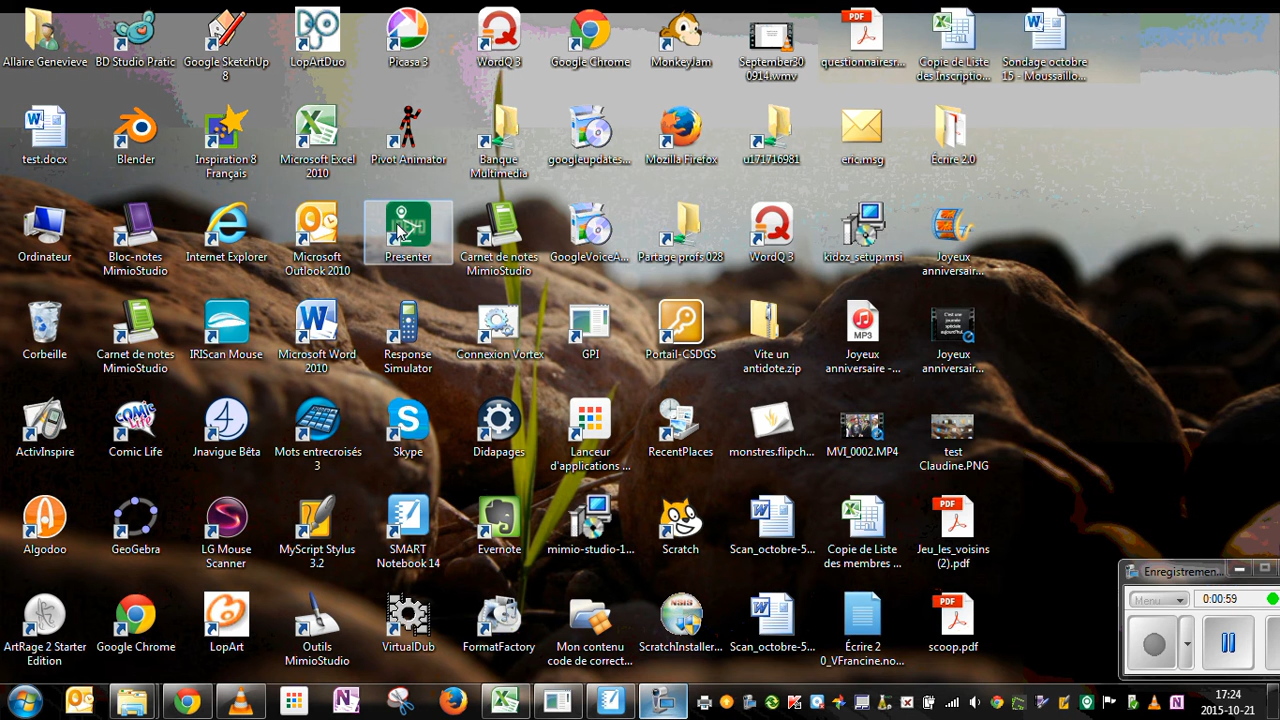 Allaire Genevieve
BD Studio Pratic
Google SketchUp
8
LopArtDuo
Picasa 3
WordQ 3
Google Chrome
MonkeyJam
September30
0914.wmv
questionnairesr...
Copie de Liste
des Inscriptio...
Sondage octobre
15 - Moussaillo...
test.docx
Blender
Inspiration 8
Français
Microsoft Excel
2010
Pivot Animator
Banque
Multimedia
googleupdates...
Mozilla Firefox
u171716981
eric.msg
Écrire 2.0
Ordinateur
Bloc-notes
MimioStudio
Internet Explorer
Microsoft
Outlook 2010
Presenter
Carnet de notes
MimioStudio
GoogleVoiceA...
Partage profs 028
WordQ 3
kidoz_setup.msi
Joyeux
anniversair...
Corbeille
Carnet de notes
MimioStudio
IRIScan Mouse
Microsoft Word
2010
Response
Simulator
Connexion Vortex
GPI
Portail-CSDGS
Vite un
antidote.zip
MP3
Joyeux
anniversaire -...
Joyeux
anniversair...
ActivInspire
COMIC Life
Comic Life
Jnavigue Bêta
Mots entrecroisés
3
Skype
Didapages
Lanceur
d'applications ...
RecentPlaces
monstres.flipch...
MVI_0002.MP4
test
Claudine.PNG
Algodoo
GeoGebra
LG Mouse
Scanner
MyScript Stylus
3.2
SMART
Notebook 14
Evernote
mimio-studio-1...
Scratch
Scan_octobre-5...
Copie de Liste
des membres ...
PDF
Jeu_les_voisins
(2).pdf
Enregistremen...
Menu
0:00:59
ArtRage 2 Starter
Edition
Google Chrome
LopArt
Outils
MimioStudio
VirtualDub
FormatFactory
Mon contenu
code de correct...
NSIS
ScratchInstaller...
Scan_octobre-5...
Écrire 2
0_VFrancine.no...
PDF
scoop.pdf
17:24
2015-10-21